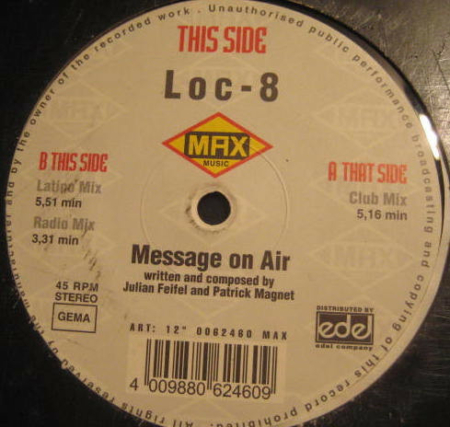 THIS SIDE
Loc-8
MAX
MUSIC
B THIS SIDE
Latino Mix
5,51 min
Radio Mix
3,31 min
A THAT SIDE
Club Mix
5,16 min
Message on Air
written and composed by
Julian Feifel and Patrick Magnet
45 RPM
STEREO
GEMA
DISTRIBUTED BY
edel
edel company
ART: 12" 0062460 MAX
4 009880 624609
and by the owner of the recorded work . Unauthorised public performance broadcasting and copying of this record prohibited . All rights reserved